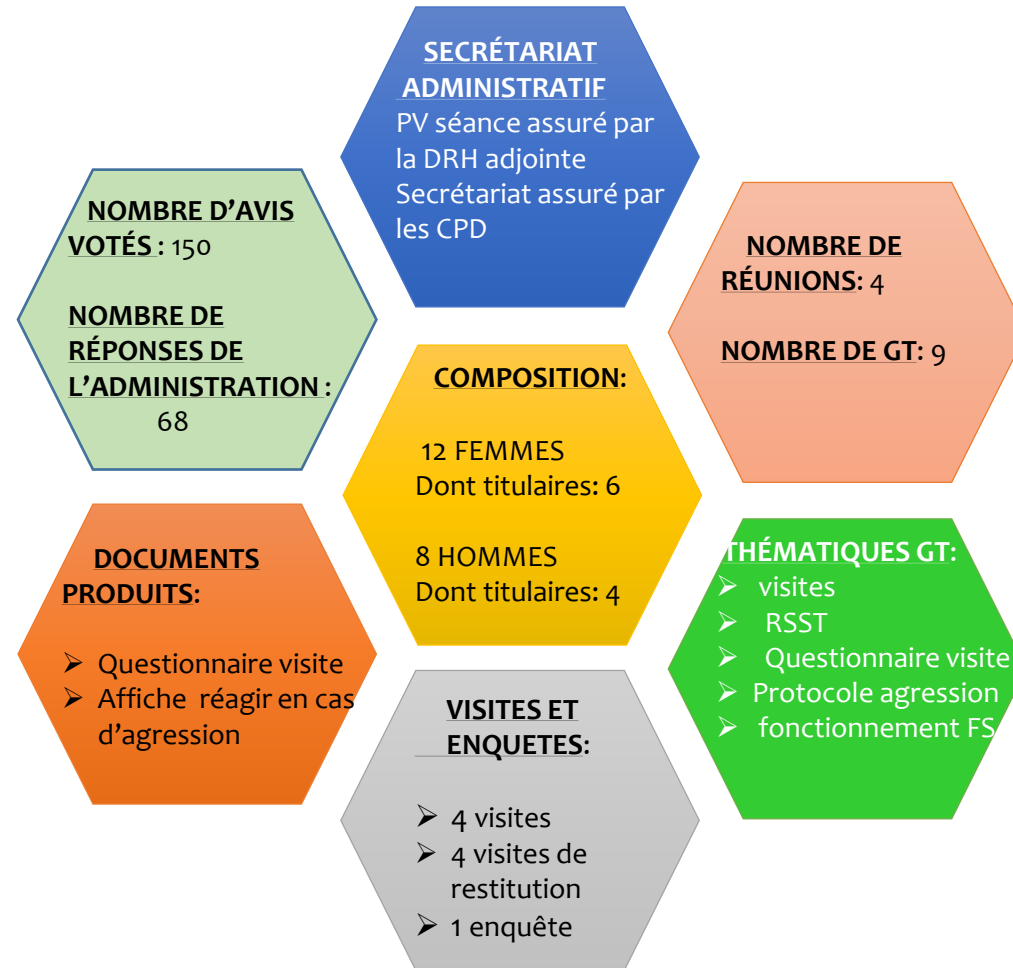 SECRÉTARIAT
ADMINISTRATIF
PV séance assuré par
la DRH adjointe
Secrétariat assuré par
les CPD
NOMBRE D'AVIS
VOTÉS : 150
NOMBRE DE
RÉPONSES DE
L'ADMINISTRATION :
68
NOMBRE DE
RÉUNIONS: 4
NOMBRE DE GT: 9
COMPOSITION:
12 FEMMES
Dont titulaires: 6
8 HOMMES
Dont titulaires: 4
DOCUMENTS
PRODUITS:
➢ Questionnaire visite
➢ Affiche réagir en cas
d'agression
THÉMATIQUES GT:
➢ visites
➢ RSST
➢ Questionnaire visite
➢ Protocole agression
➢ fonctionnement FS
VISITES ET
ENQUETES:
➢ 4 visites
➢ 4 visites de
restitution
➢ 1 enquête